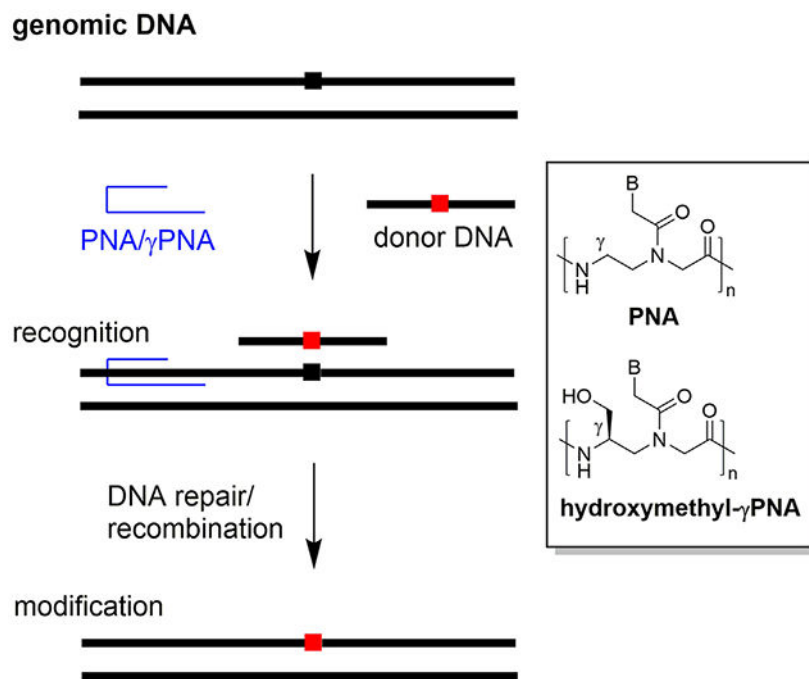 genomic DNA
PNA/γPNA
donor DNA
recognition
DNA repair/
recombination
modification
B
O
O
γ
N
N
H
n
PNA
B
HO
O
O
γ
N
N
H
n
hydroxymethyl-γPNA